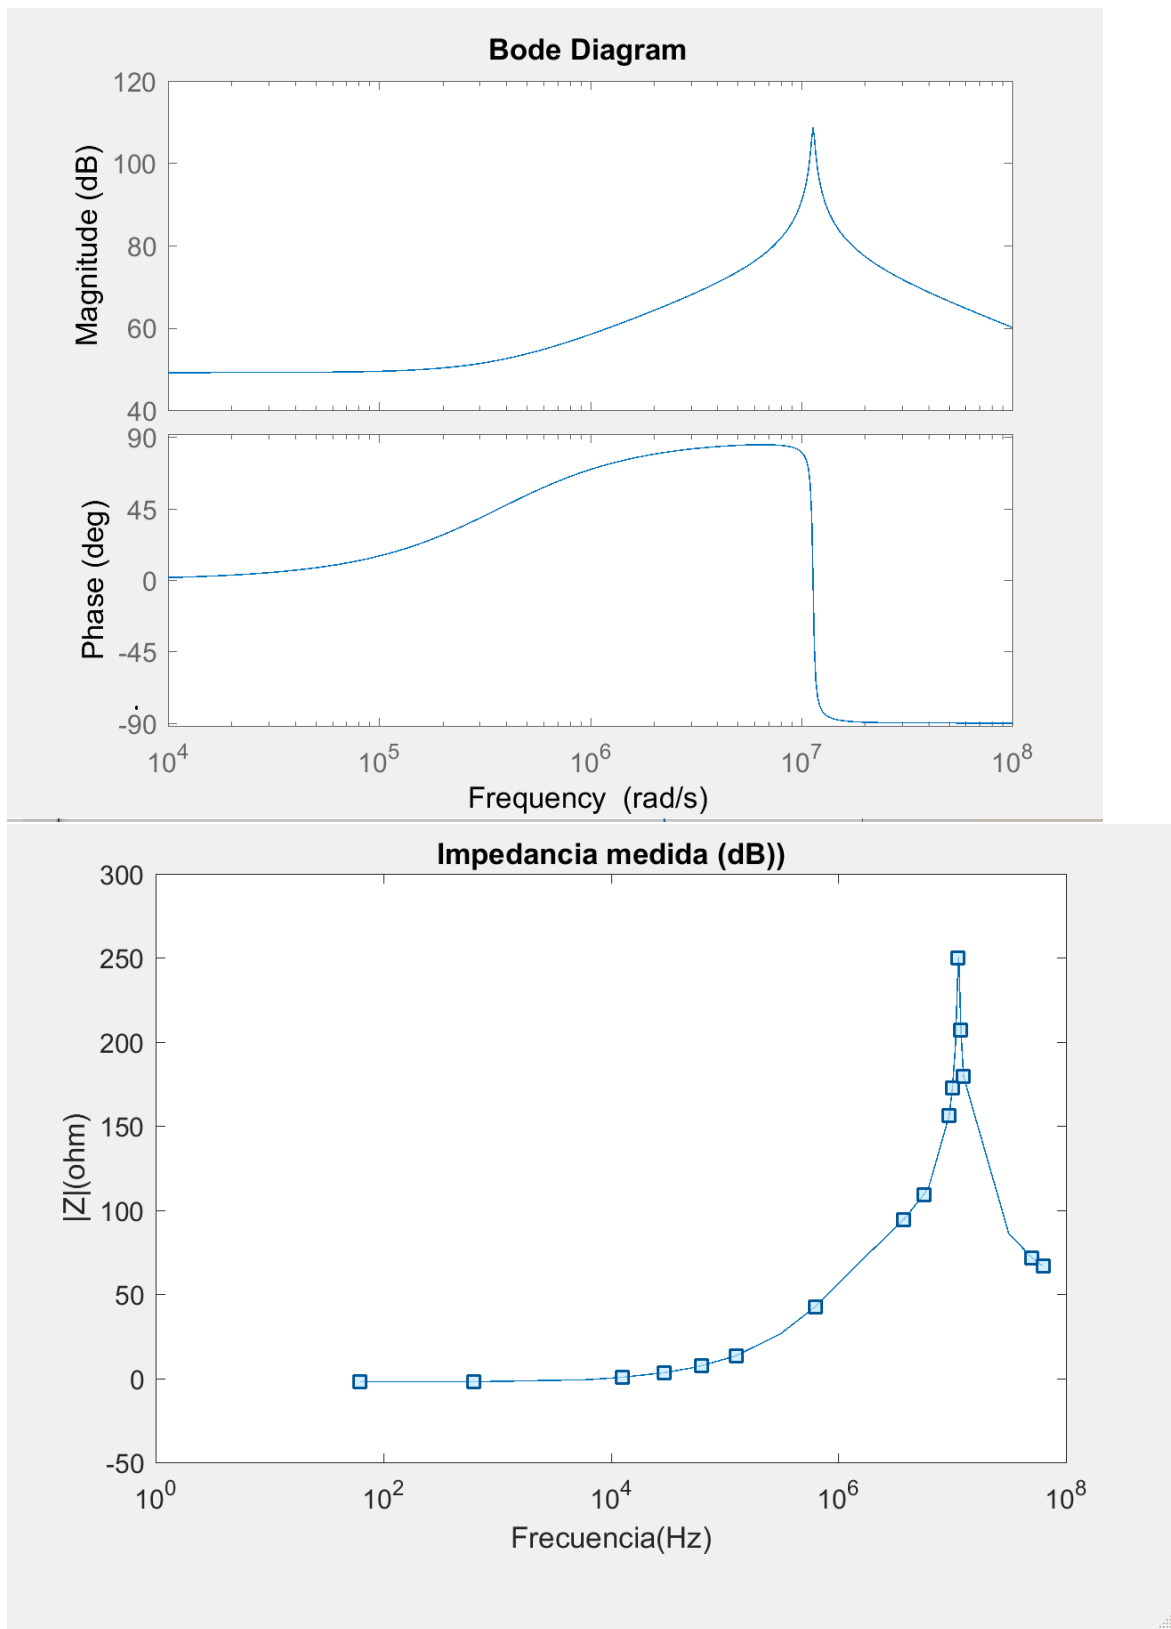 Bode Diagram
Magnitude (dB)
120
100
80
60
40
Phase (deg)
90
45
0
-45
-90
10^4 10^5 10^6 10^7 10^8
Frequency (rad/s)
Impedancia medida (dB))
|Z|(ohm)
300
250
200
150
100
50
0
-50
10^0 10^2 10^4 10^6 10^8
Frecuencia(Hz)